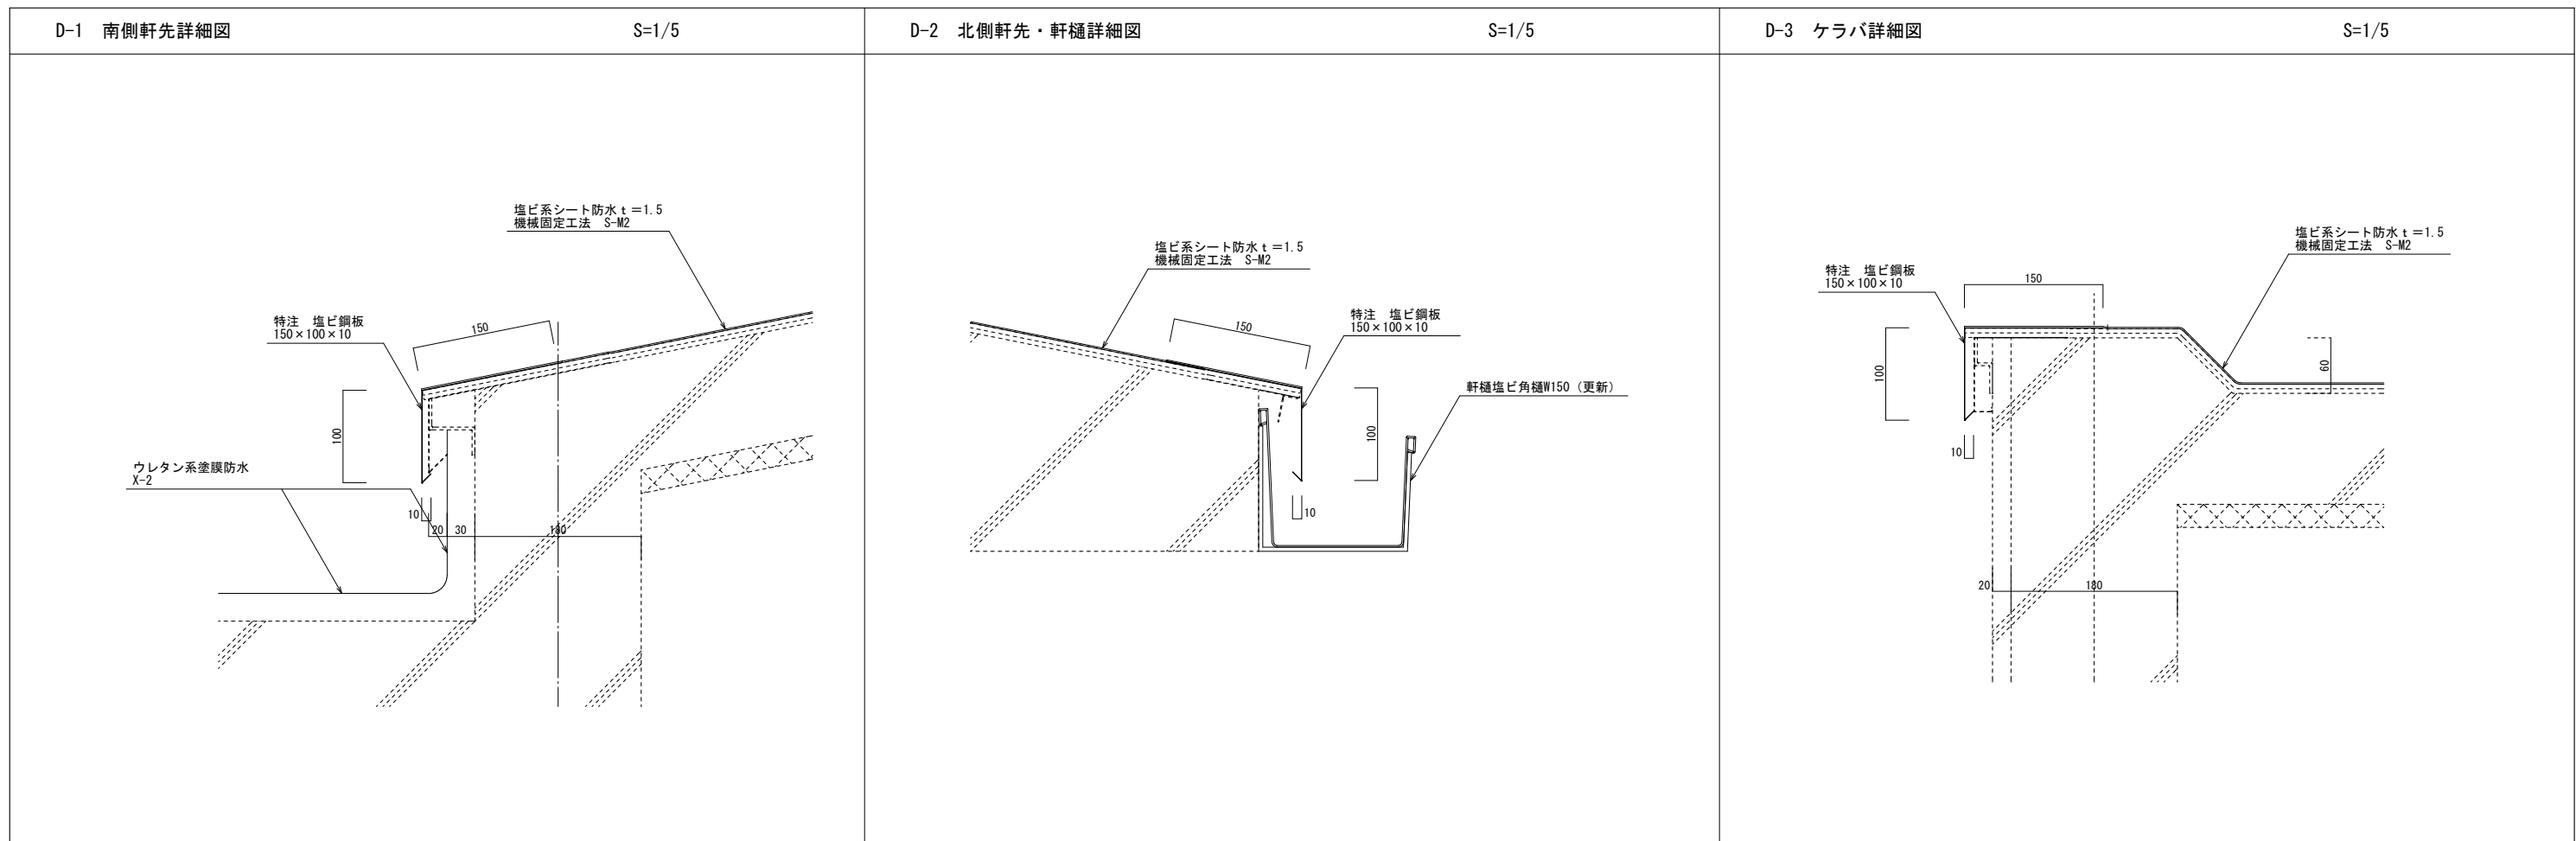 D-1 南側軒先詳細図 S=1/5
塩ビ系シート防水ｔ＝1.5
機械固定工法 S-M2
特注 塩ビ鋼板
150×100×10
150
100
ウレタン系塗膜防水
X-2
10
20
30
180
D-2 北側軒先・軒樋詳細図 S=1/5
塩ビ系シート防水ｔ＝1.5
機械固定工法 S-M2
特注 塩ビ鋼板
150×100×10
150
軒樋塩ビ角樋W150（更新）
100
10
D-3 ケラバ詳細図 S=1/5
塩ビ系シート防水ｔ＝1.5
機械固定工法 S-M2
特注 塩ビ鋼板
150×100×10
150
100
60
10
20
180